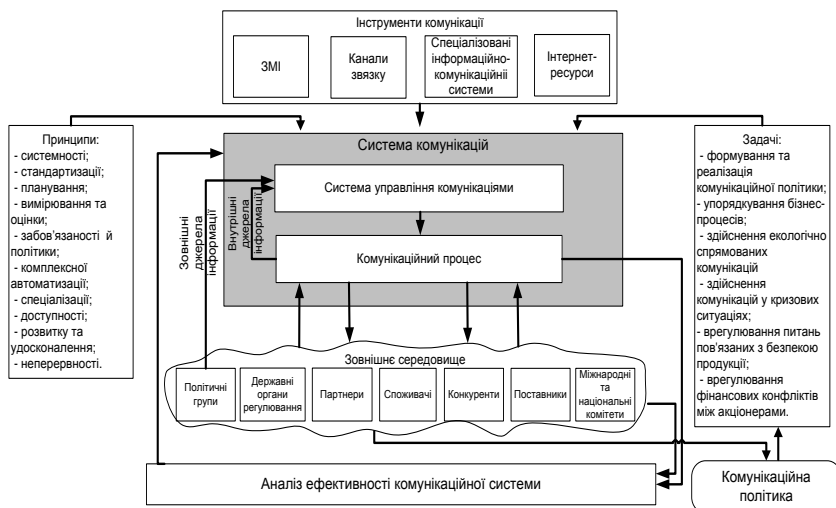 Інструменти комунікації
ЗМІ
Канали
звязку
Спеціалізовані
інформаційно-
комунікаційніі
системи
Інтернет-
ресурси
Принципи:
- системності;
- стандартизації;
- планування;
- вимірювання та
оцінки;
- забов'язаності й
політики;
- комплексної
автоматизації;
- спеціалізації;
- доступності;
- розвитку та
удосконалення;
- неперервності.
Система комунікацій
Система управління комунікаціями
Комунікаційний процес
Зовнішні
джерела
інформації
Внутрішні
джерела
інформації
Задачі:
- формування та
реалізація
комунікаційної політики;
- упорядкування бізнес-
процесів;
- здійснення екологічно
спрямованих
комунікацій
- здійснення
комунікацій у кризових
ситуаціях;
- врегулювання питань
пов'язаних з безпекою
продукції;
- врегулювання
фінансових конфліктів
між акціонерами.
Зовнішнє середовище
Політичні
групи
Державні
органи
регулювання
Партнери
Споживачі
Конкуренти
Поставники
Міжнародні
та
національні
комітети
Аналіз ефективності комунікаційної системи
Комунікаційна
політика